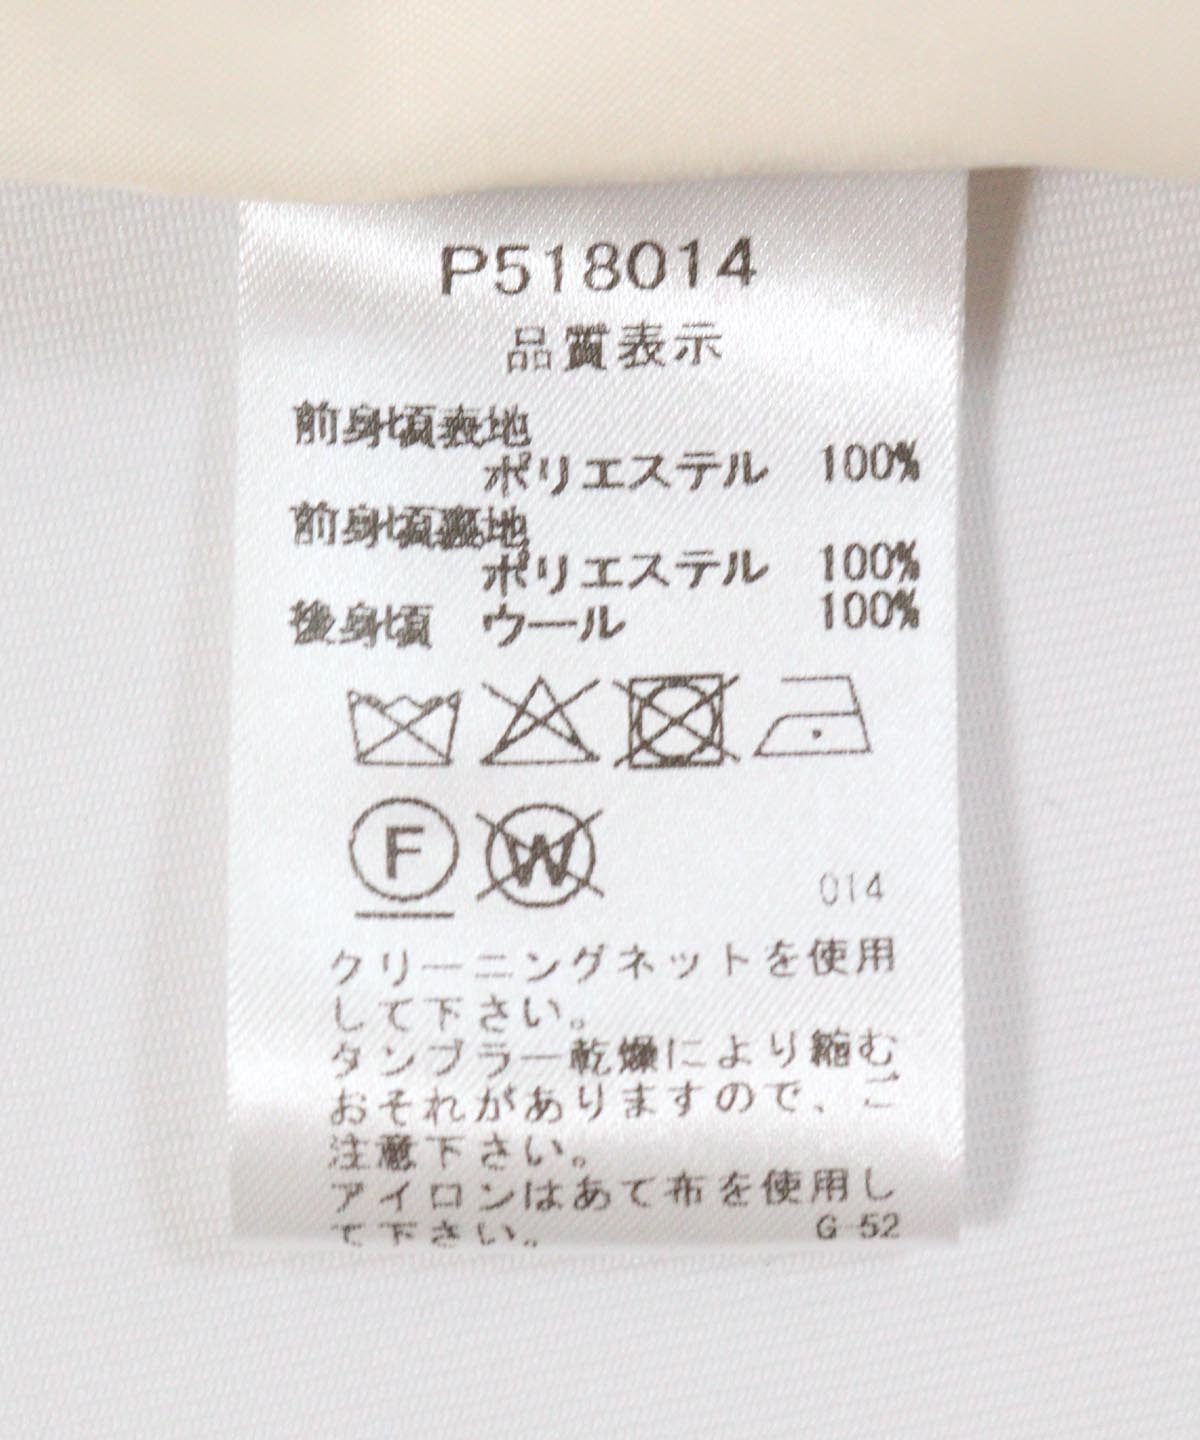 P518014
品質表示
前身頃表地
ポリエステル 100%
前身頃裏地
ポリエステル 100%
後身頃 ウール 100%
F W
014
クリーニングネットを使用
して下さい。
タンブラー乾燥により縮む
おそれがありますので、ご
注意下さい。
アイロンはあて布を使用し
て下さい。 G-52